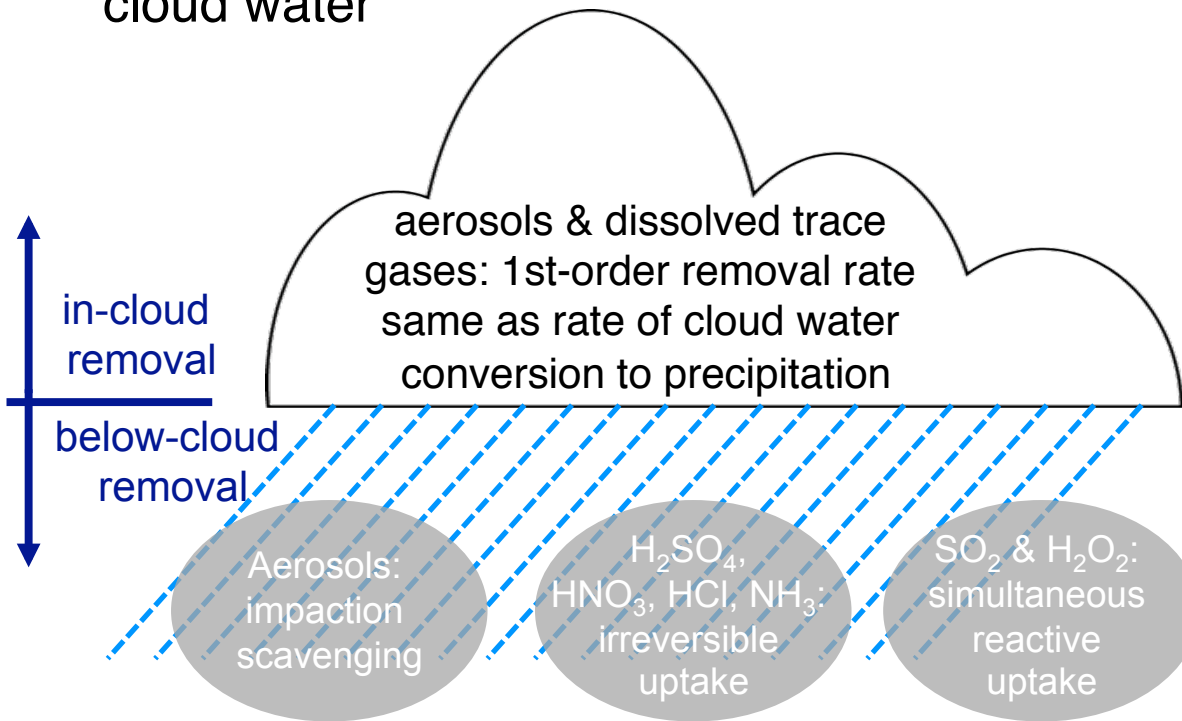 cloud water
aerosols & dissolved trace
gases: 1st-order removal rate
same as rate of cloud water
conversion to precipitation
in-cloud
removal
below-cloud
removal
Aerosols:
impaction
scavenging
H₂SO₄,
HNO₃, HCl, NH₃:
irreversible
uptake
SO₂ & H₂O₂:
simultaneous
reactive
uptake